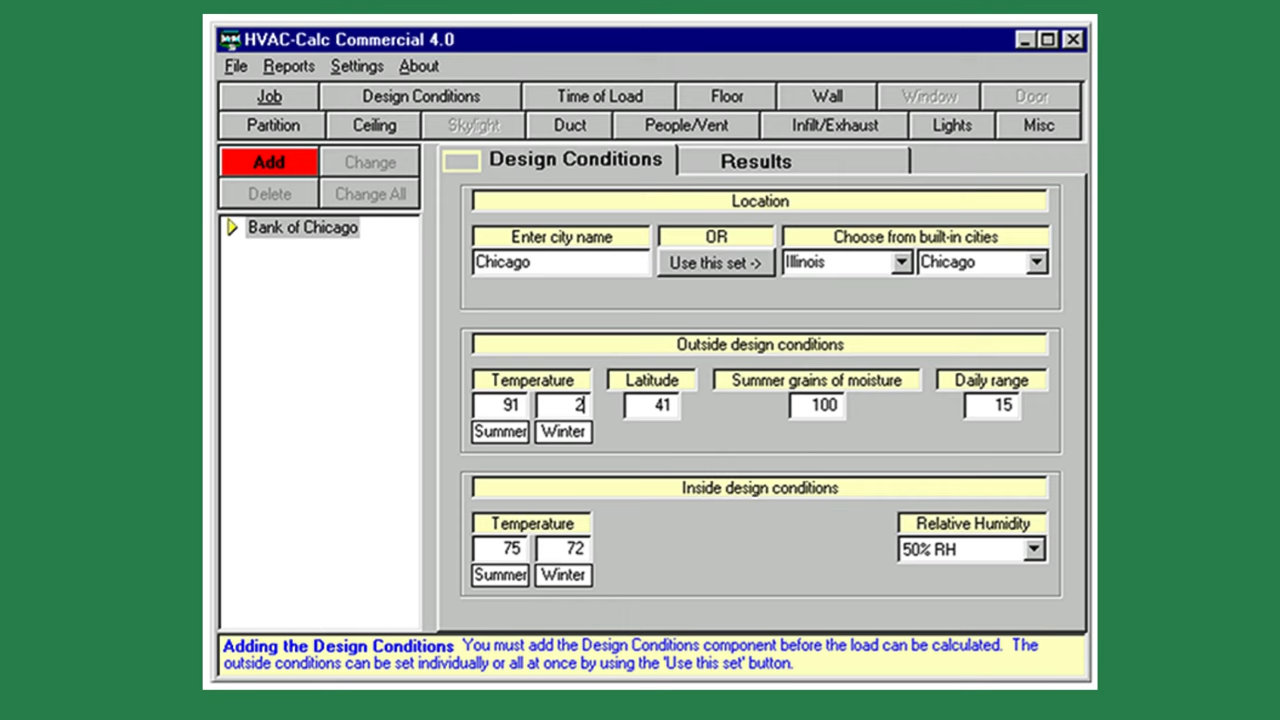 HVAC-Calc Commercial 4.0
File Reports Settings About
Job Design Conditions Time of Load Floor Wall Window Door
Partition Ceiling Skylight Duct People/Vent Infilt/Exhaust Lights Misc
Add Change
Delete Change All
Bank of Chicago
Design Conditions Results
Location
Enter city name OR Choose from built-in cities
Chicago Use this set -> Illinois Chicago
Outside design conditions
Temperature Latitude Summer grains of moisture Daily range
91 2 41 100 15
Summer Winter
Inside design conditions
Temperature Relative Humidity
75 72 50% RH
Summer Winter
Adding the Design Conditions You must add the Design Conditions component before the load can be calculated. The
outside conditions can be set individually or all at once by using the 'Use this set' button.